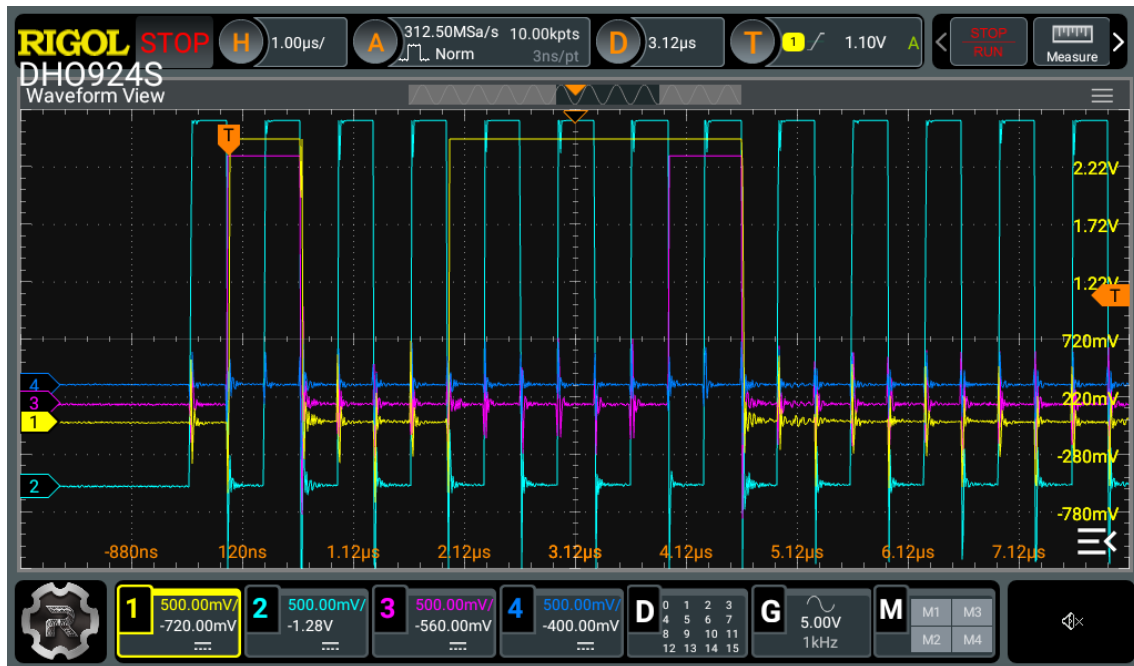 RIGOL STOP H 1.00µs/ A 312.50MSa/s 10.00kpts D 3.12µs T 1 1.10V A STOP
Norm 3ns/pt RUN Measure
DHO924S
Waveform View
T
2.22V
1.72V
1.22V
T
720mV
4
3
220mV
1
-280mV
2
-780mV
-880ns 120ns 1.12µs 2.12µs 3.12µs 4.12µs 5.12µs 6.12µs 7.12µs
1 500.00mV/ 2 500.00mV/ 3 500.00mV/ 4 500.00mV/ D 0 1 2 3 G M M1 M3
-720.00mV -1.28V -560.00mV -400.00mV 4 5 6 7 5.00V
8 9 10 11 1kHz M2 M4
12 13 14 15
R